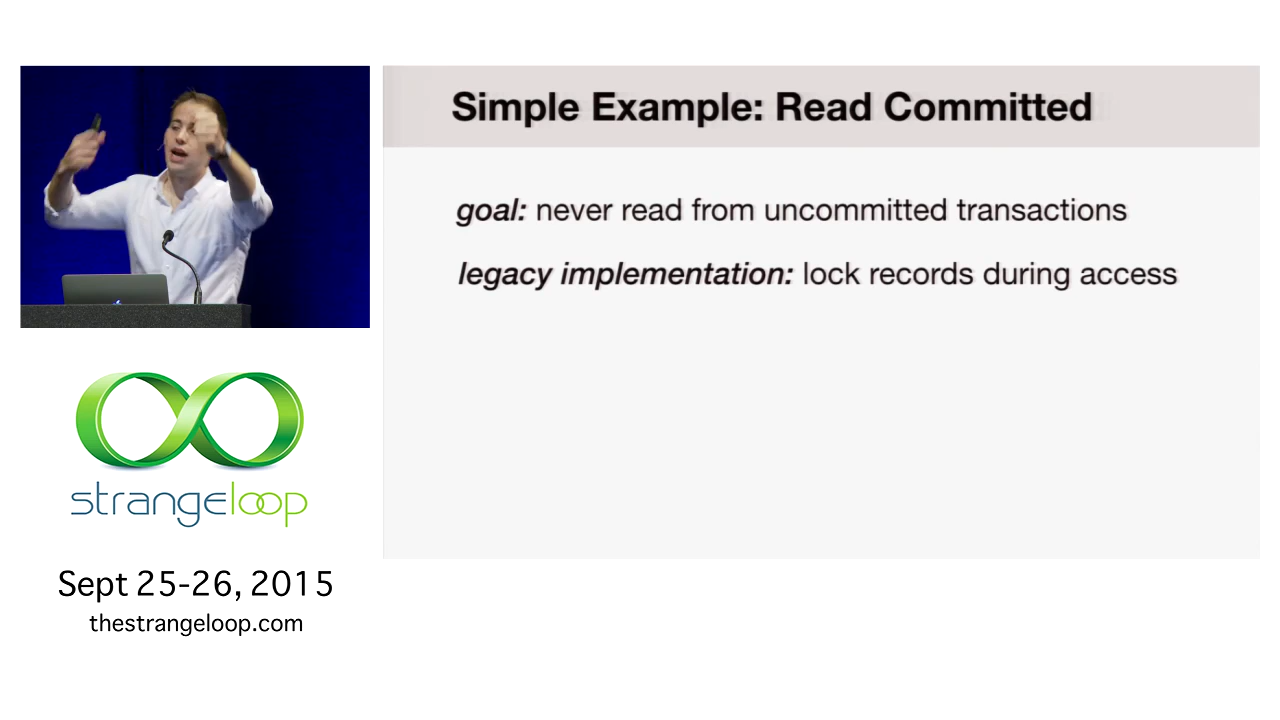 Simple Example: Read Committed
goal: never read from uncommitted transactions
legacy implementation: lock records during access
strangeloop
Sept 25-26, 2015
thestrangeloop.com